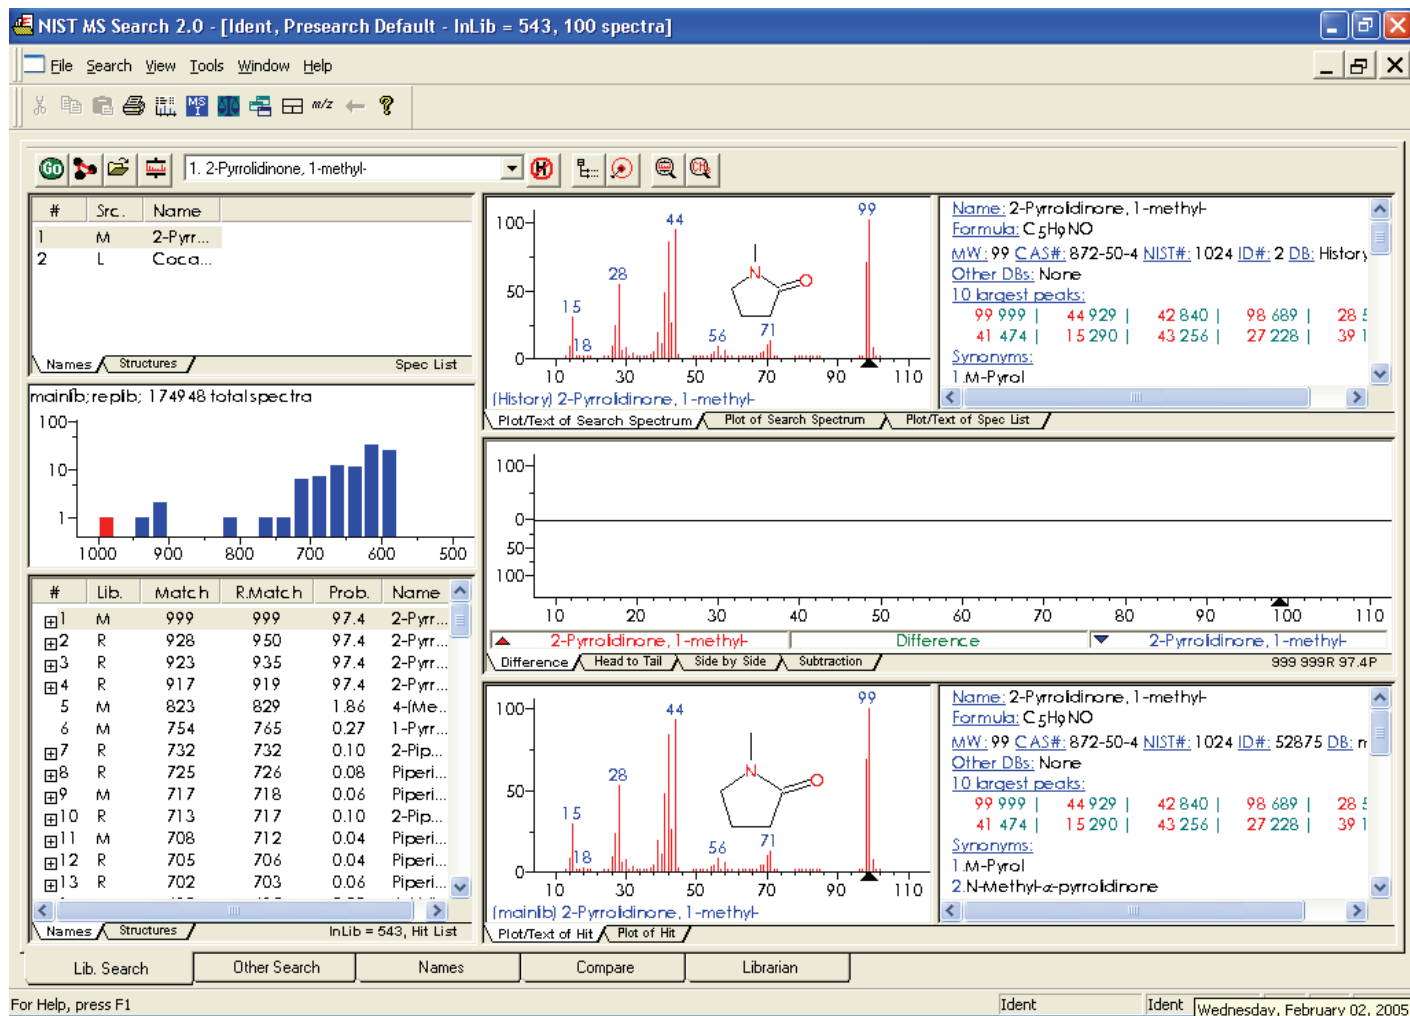 NIST MS Search 2.0 - [Ident, Presearch Default - InLib = 543, 100 spectra]
File Search View Tools Window Help
MS I m/z ?
GO 1. 2-Pyrrolidinone, 1-methyl- H CH
# Src. Name
1 M 2-Pyrr...
2 L Coca...
Names Structures Spec List
100 50 0
99 44 28 15 18 56 71
N O
10 30 50 70 90 110
(History) 2-Pyrrolidinone, 1-methyl-
Plot/Text of Search Spectrum Plot of Search Spectrum Plot/Text of Spec List
Name: 2-Pyrrolidinone, 1-methyl-
Formula: C5H9NO
MW: 99 CAS#: 872-50-4 NIST#: 1024 ID#: 2 DB: History
Other DBs: None
10 largest peaks:
99 999 | 44 929 | 42 840 | 98 689 | 28 5
41 474 | 15 290 | 43 256 | 27 228 | 39 1
Synonyms:
1.M-Pyrol
mainlib; replib; 174948 total spectra
100
10
1
1000 900 800 700 600 500
100
0
50
100
10 20 30 40 50 60 70 80 90 100 110
2-Pyrrolidinone, 1-methyl- Difference 2-Pyrrolidinone, 1-methyl-
Difference Head to Tail Side by Side Subtraction 999 999R 97.4P
# Lib. Match R.Match Prob. Name
1 M 999 999 97.4 2-Pyrr...
2 R 928 950 97.4 2-Pyrr...
3 R 923 935 97.4 2-Pyrr...
4 R 917 919 97.4 2-Pyrr...
5 M 823 829 1.86 4-(Me...
6 M 754 765 0.27 1-Pyrr...
7 R 732 732 0.10 2-Pip...
8 R 725 726 0.08 Piperi...
9 M 717 718 0.06 Piperi...
10 R 713 717 0.10 2-Pip...
11 M 708 712 0.04 Piperi...
12 R 705 706 0.04 Piperi...
13 R 702 703 0.06 Piperi...
Names Structures InLib = 543, Hit List
100 50 0
99 44 28 15 18 56 71
N O
10 30 50 70 90 110
(mainlib) 2-Pyrrolidinone, 1-methyl-
Plot/Text of Hit Plot of Hit
Name: 2-Pyrrolidinone, 1-methyl-
Formula: C5H9NO
MW: 99 CAS#: 872-50-4 NIST#: 1024 ID#: 52875 DB: m
Other DBs: None
10 largest peaks:
99 999 | 44 929 | 42 840 | 98 689 | 28 5
41 474 | 15 290 | 43 256 | 27 228 | 39 1
Synonyms:
1.M-Pyrol
2.N-Methyl-α-pyrrolidinone
Lib. Search Other Search Names Compare Librarian
For Help, press F1 Ident Ident Wednesday, February 02, 2005